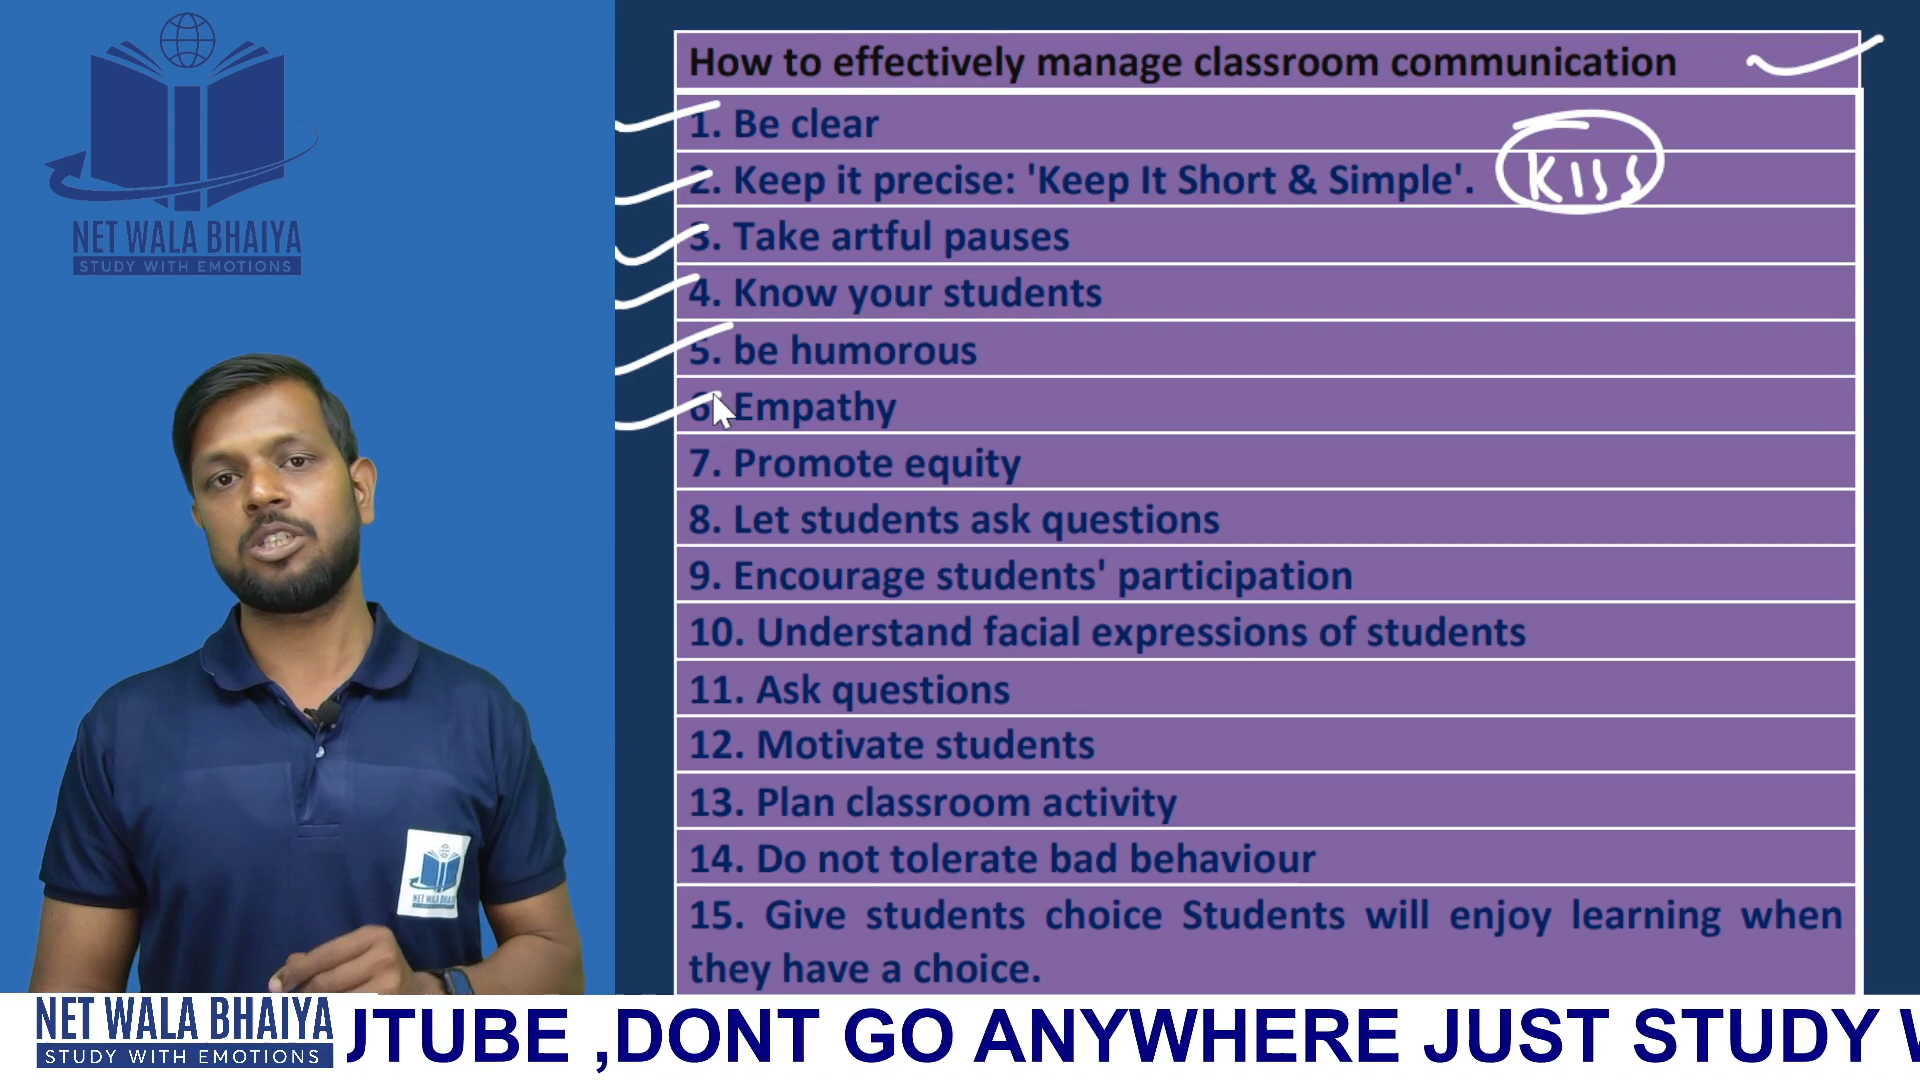 NET WALA BHAIYA
STUDY WITH EMOTIONS
How to effectively manage classroom communication
1. Be clear
2. Keep it precise: 'Keep It Short & Simple'.
KISS
3. Take artful pauses
4. Know your students
5. be humorous
6. Empathy
7. Promote equity
8. Let students ask questions
9. Encourage students' participation
10. Understand facial expressions of students
11. Ask questions
12. Motivate students
13. Plan classroom activity
14. Do not tolerate bad behaviour
15. Give students choice Students will enjoy learning when
they have a choice.
NET WALA BHAIYA
NET WALA BHAIYA
STUDY WITH EMOTIONS
UTUBE ,DONT GO ANYWHERE JUST STUDY W